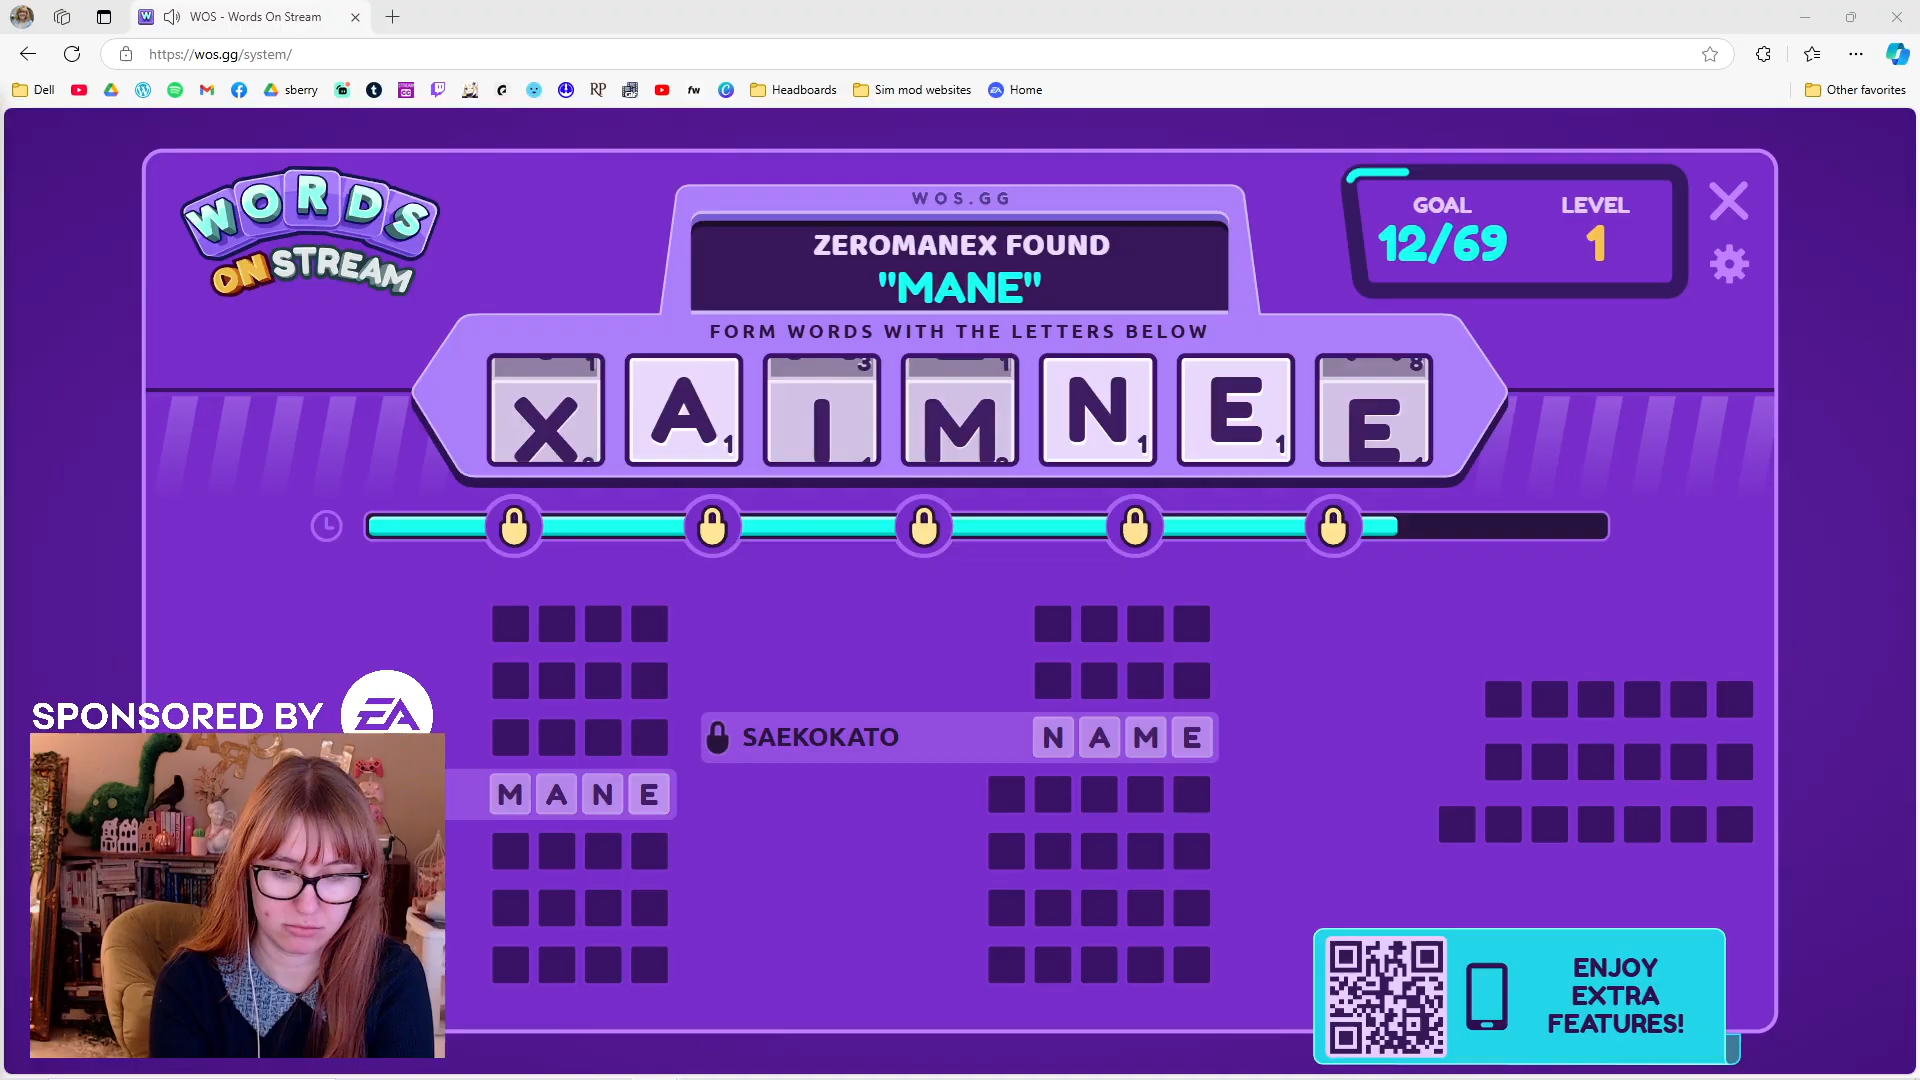 WOS - Words On Stream
https://wos.gg/system/
Dell
sberry
RP
fw
Headboards
Sim mod websites
Home
Other favorites
WORDS
ON STREAM
WOS.GG
ZEROMANEX FOUND
"MANE"
GOAL
12/69
LEVEL
1
FORM WORDS WITH THE LETTERS BELOW
X A I M N E E
SAEKOKATO
NAME
MANE
SPONSORED BY EA
ENJOY
EXTRA
FEATURES!